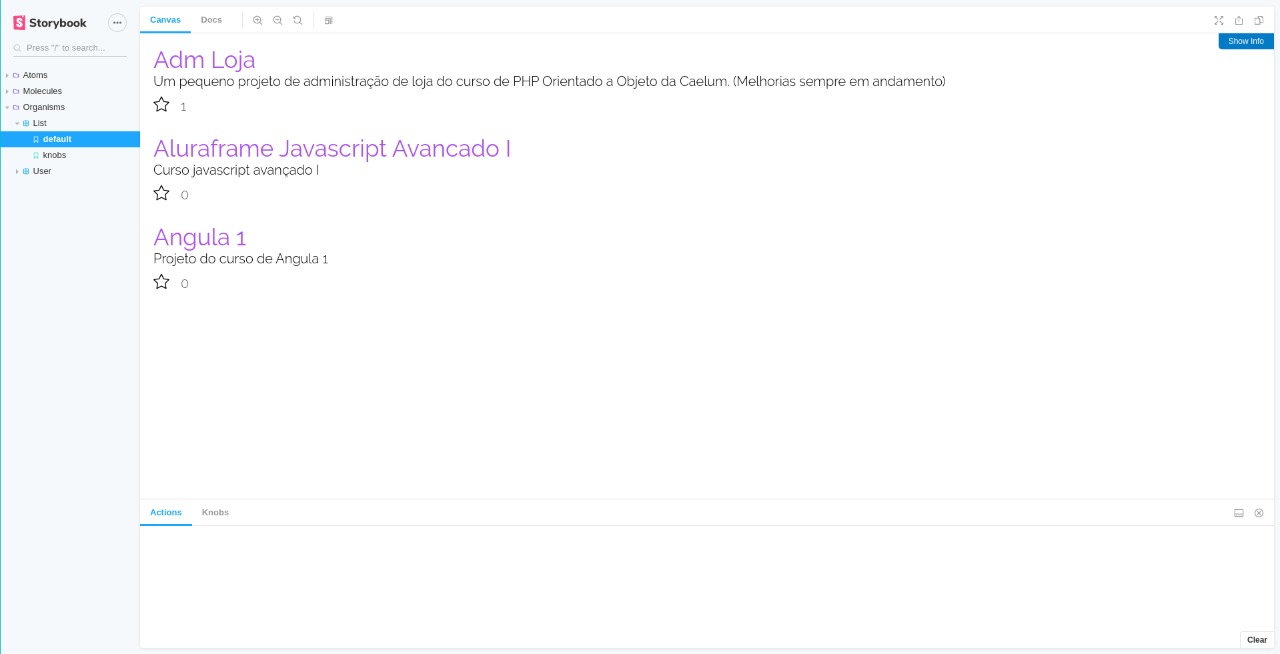 Storybook
Press "/" to search...
Atoms
Molecules
Organisms
List
default
knobs
User
Canvas
Docs
Show Info
Adm Loja
Um pequeno projeto de administração de loja do curso de PHP Orientado a Objeto da Caelum. (Melhorias sempre em andamento)
1
Aluraframe Javascript Avancado I
Curso javascript avançado I
0
Angula 1
Projeto do curso de Angula 1
0
Actions
Knobs
Clear